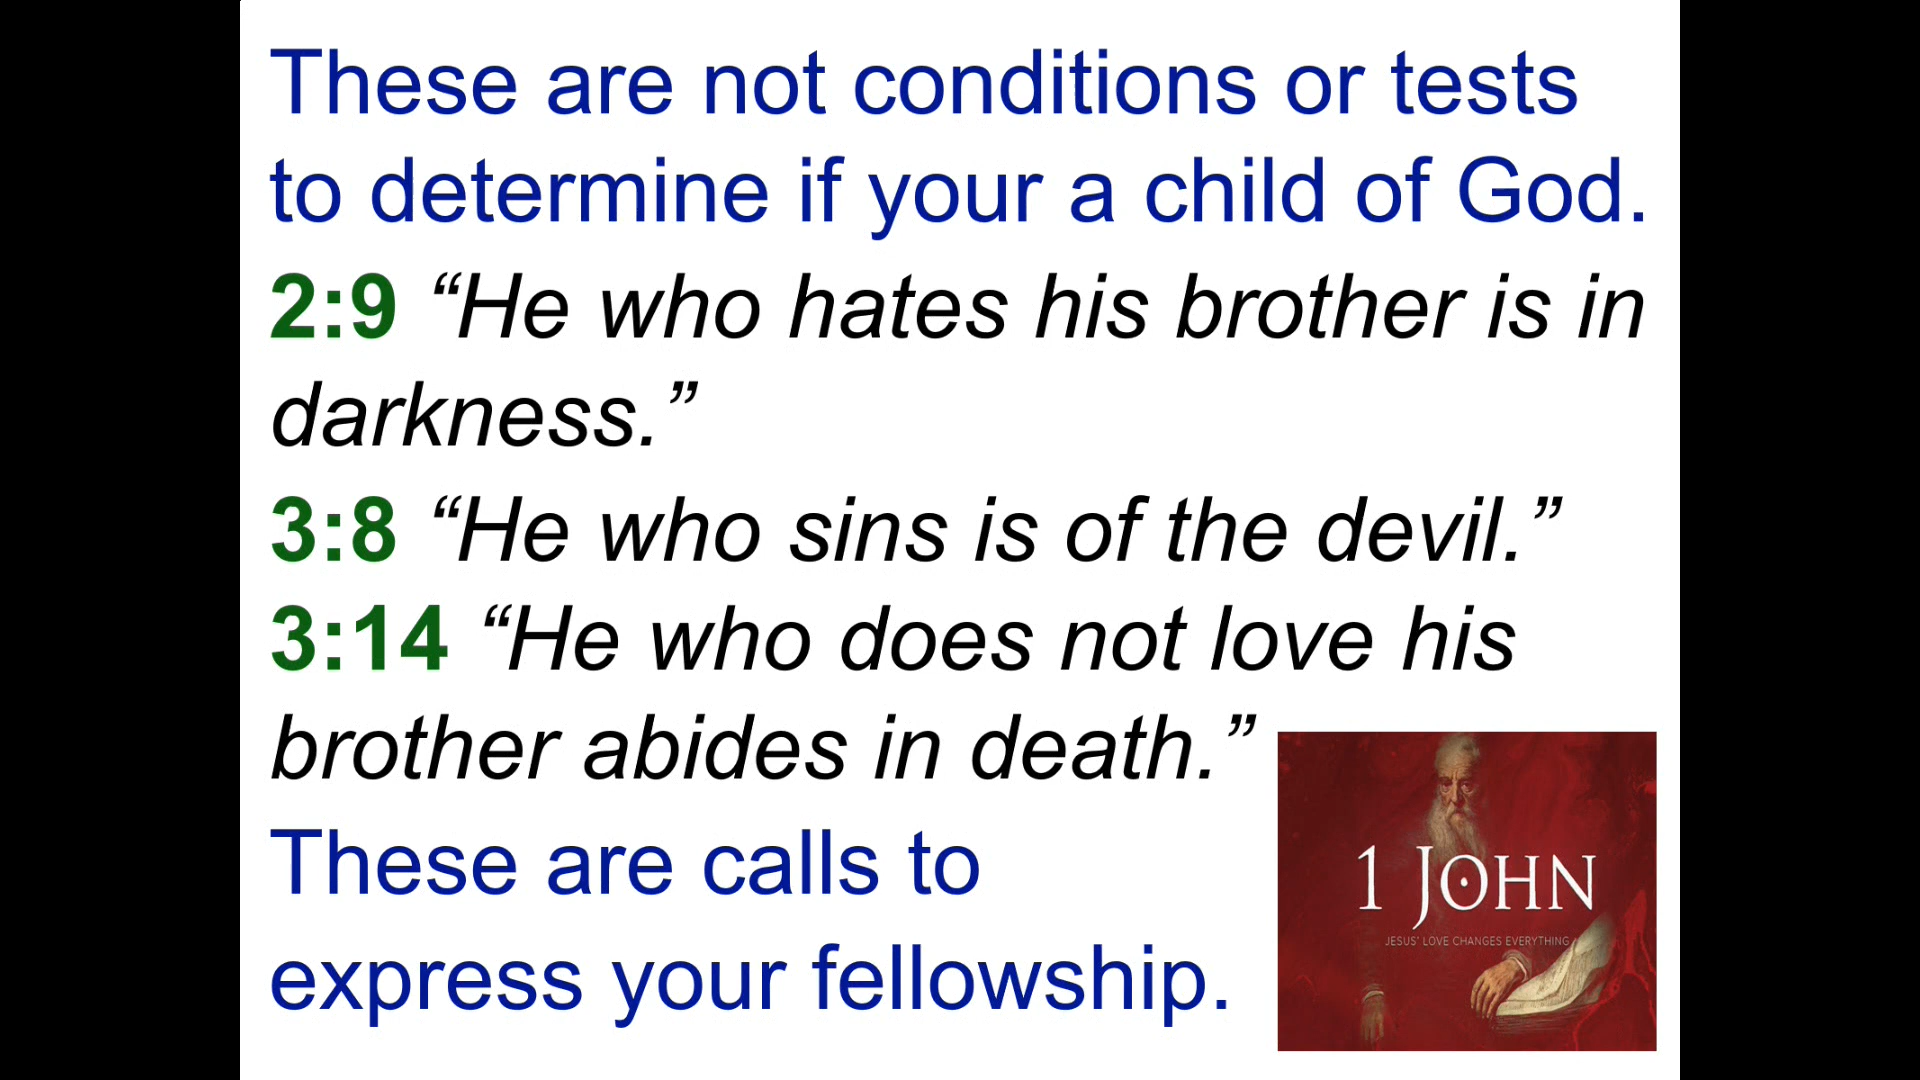 These are not conditions or tests
to determine if your a child of God.
2:9 “He who hates his brother is in
darkness.”
3:8 “He who sins is of the devil.”
3:14 “He who does not love his
brother abides in death.”
These are calls to
express your fellowship.
1 JOHN
JESUS' LOVE CHANGES EVERYTHING